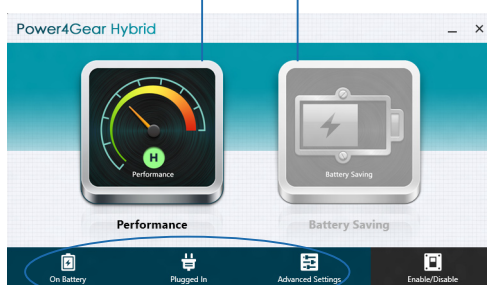 Power4Gear Hybrid
H
Performance
Battery Saving
Performance
Battery Saving
On Battery
Plugged In
Advanced Settings
Enable/Disable